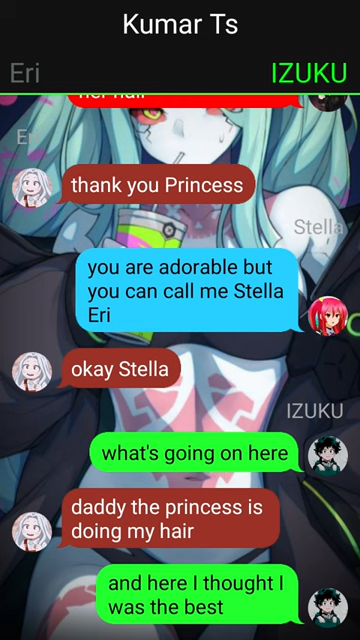 Kumar Ts
Eri
IZUKU
her hair
thank you Princess
Stella
you are adorable but
you can call me Stella
Eri
okay Stella
IZUKU
what's going on here
daddy the princess is
doing my hair
and here I thought I
was the best